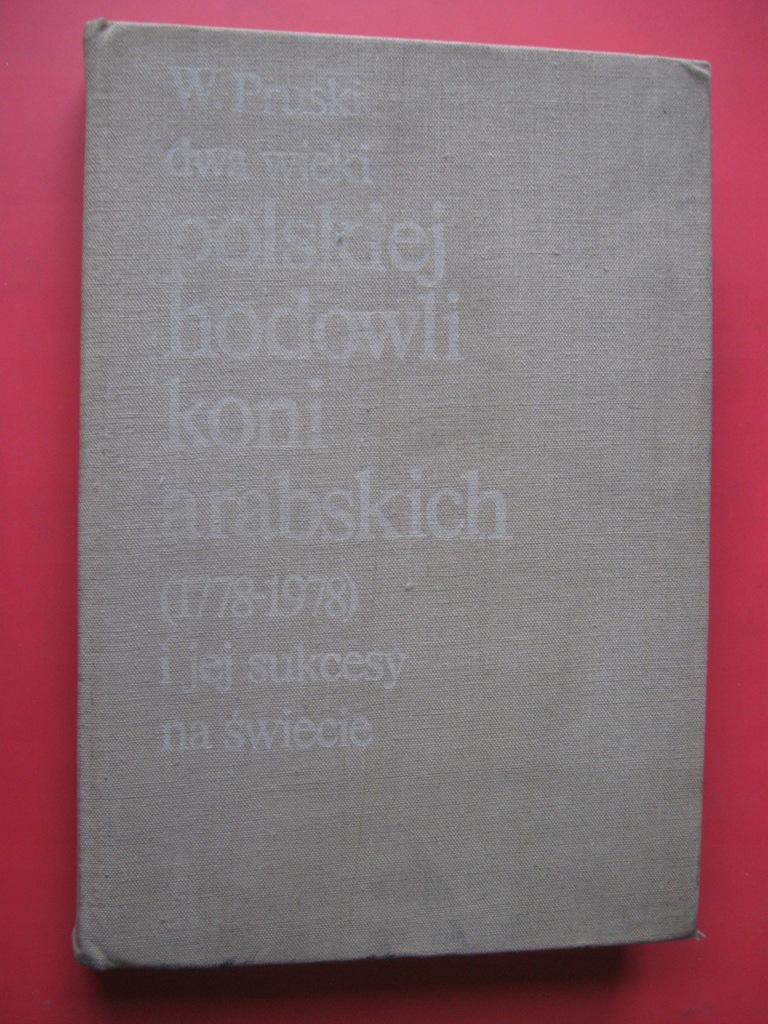 W. Pruski
dwa wieki
polskiej
hodowli
koni
arabskich
(1778-1978)
i jej sukcesy
na świecie